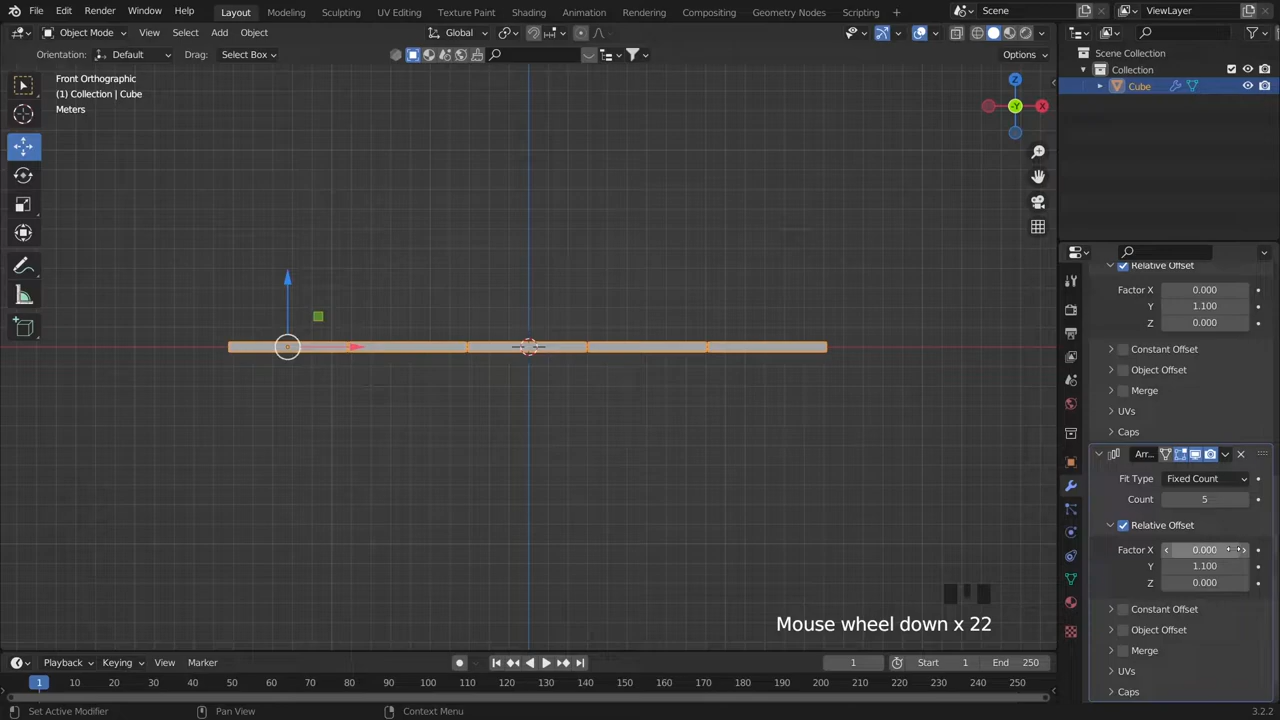 File Edit Render Window Help Layout Modeling Sculpting UV Editing Texture Paint Shading Animation Rendering Compositing Geometry Nodes Scripting Scene ViewLayer
Object Mode View Select Add Object Global
Orientation: Default Drag: Select Box Options
Scene Collection
Collection
Cube
Front Orthographic
(1) Collection | Cube
Meters
Z
-Y
X
Relative Offset
Factor X 0.000
Y 1.100
Z 0.000
Constant Offset
Object Offset
Merge
UVs
Caps
Arr...
Fit Type Fixed Count
Count 5
Relative Offset
Factor X 0.000
Y 1.100
Z 0.000
Constant Offset
Object Offset
Merge
UVs
Caps
Mouse wheel down x 22
Playback Keying View Marker 1 Start 1 End 250
1 10 20 30 40 50 60 70 80 90 100 110 120 130 140 150 160 170 180 190 200 210 220 230 240 250
Set Active Modifier Pan View Context Menu 3.2.2